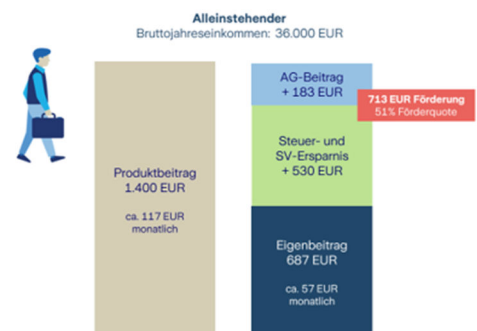 Alleinstehender
Bruttojahreseinkommen: 36.000 EUR
Produktbeitrag
1.400 EUR
ca. 117 EUR
monatlich
AG-Beitrag
+ 183 EUR
713 EUR Förderung
51% Förderquote
Steuer- und
SV-Ersparnis
+ 530 EUR
Eigenbeitrag
687 EUR
ca. 57 EUR
monatlich